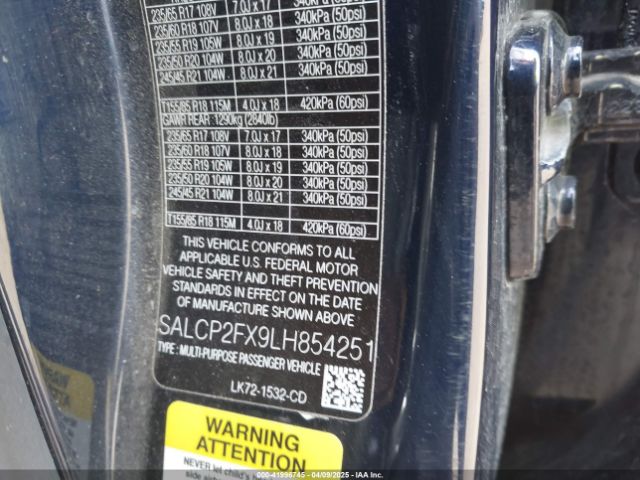 235/65 R17 108V 7.0J x 17 340kPa (50psi)
235/60 R18 107V 8.0J x 18 340kPa (50psi)
235/55 R19 105W 8.0J x 19 340kPa (50psi)
235/50 R20 104W 8.0J x 20 340kPa (50psi)
245/45 R21 104W 8.0J x 21 340kPa (50psi)
T155/85 R18 115M 4.0J x 18 420kPa (60psi)
GAWR REAR: 1290kg (2840lb)
235/65 R17 108V 7.0J x 17 340kPa (50psi)
235/60 R18 107V 8.0J x 18 340kPa (50psi)
235/55 R19 105W 8.0J x 19 340kPa (50psi)
235/50 R20 104W 8.0J x 20 340kPa (50psi)
245/45 R21 104W 8.0J x 21 340kPa (50psi)
T155/85 R18 115M 4.0J x 18 420kPa (60psi)
THIS VEHICLE CONFORMS TO ALL
APPLICABLE U.S. FEDERAL MOTOR
VEHICLE SAFETY AND THEFT PREVENTION
STANDARDS IN EFFECT ON THE DATE
OF MANUFACTURE SHOWN ABOVE.
SALCP2FX9LH854251
TYPE : MULTI-PURPOSE PASSENGER VEHICLE
LK72-1532-CD
WARNING
ATTENTION
NEVER let child's
side
© IAA Holdings, LLC 000-41996745 04/09/2025